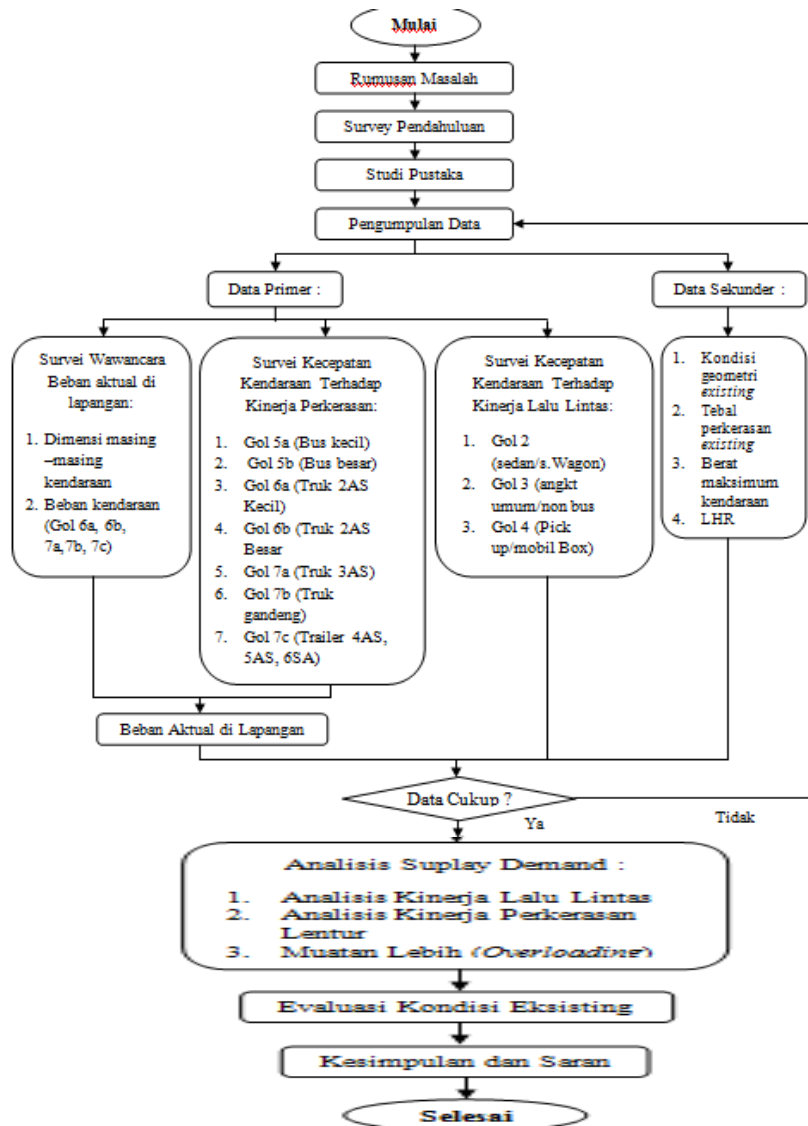 Mulai
Rumusan Masalah
Survey Pendahuluan
Studi Pustaka
Pengumpulan Data
Data Primer :
Data Sekunder :
Survei Wawancara
Beban aktual di
lapangan:
1. Dimensi masing
–masing
kendaraan
2. Beban kendaraan
(Gol 6a, 6b,
7a,7b, 7c)
Survei Kecepatan
Kendaraan Terhadap
Kinerja Perkerasan:
1. Gol 5a (Bus kecil)
2. Gol 5b (Bus besar)
3. Gol 6a (Truk 2AS
Kecil)
4. Gol 6b (Truk 2AS
Besar
5. Gol 7a (Truk 3AS)
6. Gol 7b (Truk
gandeng)
7. Gol 7c (Trailer 4AS,
5AS, 6SA)
Survei Kecepatan
Kendaraan Terhadap
Kinerja Lalu Lintas:
1. Gol 2
(sedan/s.Wagon)
2. Gol 3 (angkt
umum/non bus
3. Gol 4 (Pick
up/mobil Box)
1. Kondisi
geometri
existing
2. Tebal
perkerasan
existing
3. Berat
maksimum
kendaraan
4. LHR
Beban Aktual di Lapangan
Data Cukup ?
Ya
Tidak
Analisis Suplay Demand :
1. Analisis Kinerja Lalu Lintas
2. Analisis Kinerja Perkerasan
Lentur
3. Muatan Lebih (Overloading)
Evaluasi Kondisi Eksisting
Kesimpulan dan Saran
Selesai